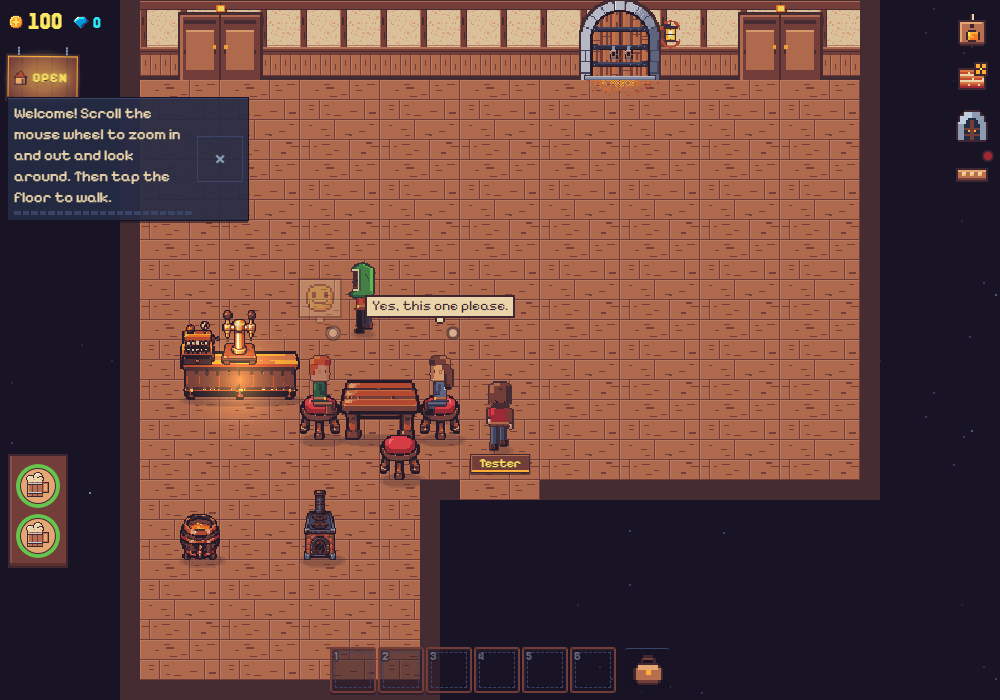 100
0
OPEN
Welcome! Scroll the
mouse wheel to zoom in
and out and look
around. Then tap the
floor to walk.
×
Yes, this one please.
Tester
1
2
3
4
5
6